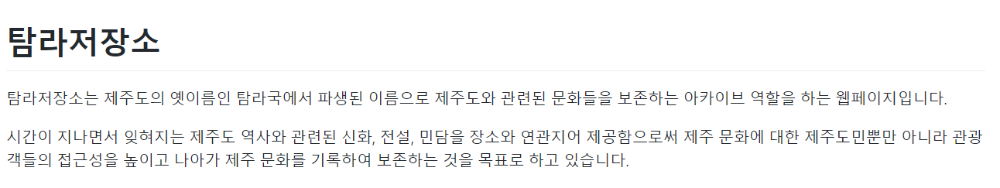 탐라저장소
탐라저장소는 제주도의 옛이름인 탐라국에서 파생된 이름으로 제주도와 관련된 문화들을 보존하는 아카이브 역할을 하는 웹페이지입니다.
시간이 지나면서 잊혀지는 제주도 역사와 관련된 신화, 전설, 민담을 장소와 연관지어 제공함으로써 제주 문화에 대한 제주도민뿐만 아니라 관광
객들의 접근성을 높이고 나아가 제주 문화를 기록하여 보존하는 것을 목표로 하고 있습니다.